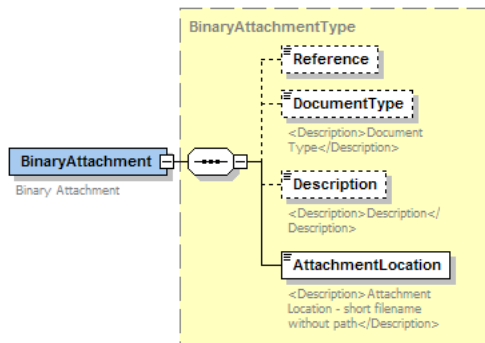 BinaryAttachmentType
Reference
DocumentType
<Description>Document
Type</Description>
BinaryAttachment
Binary Attachment
Description
<Description>Description</
Description>
AttachmentLocation
<Description>Attachment
Location - short filename
without path</Description>